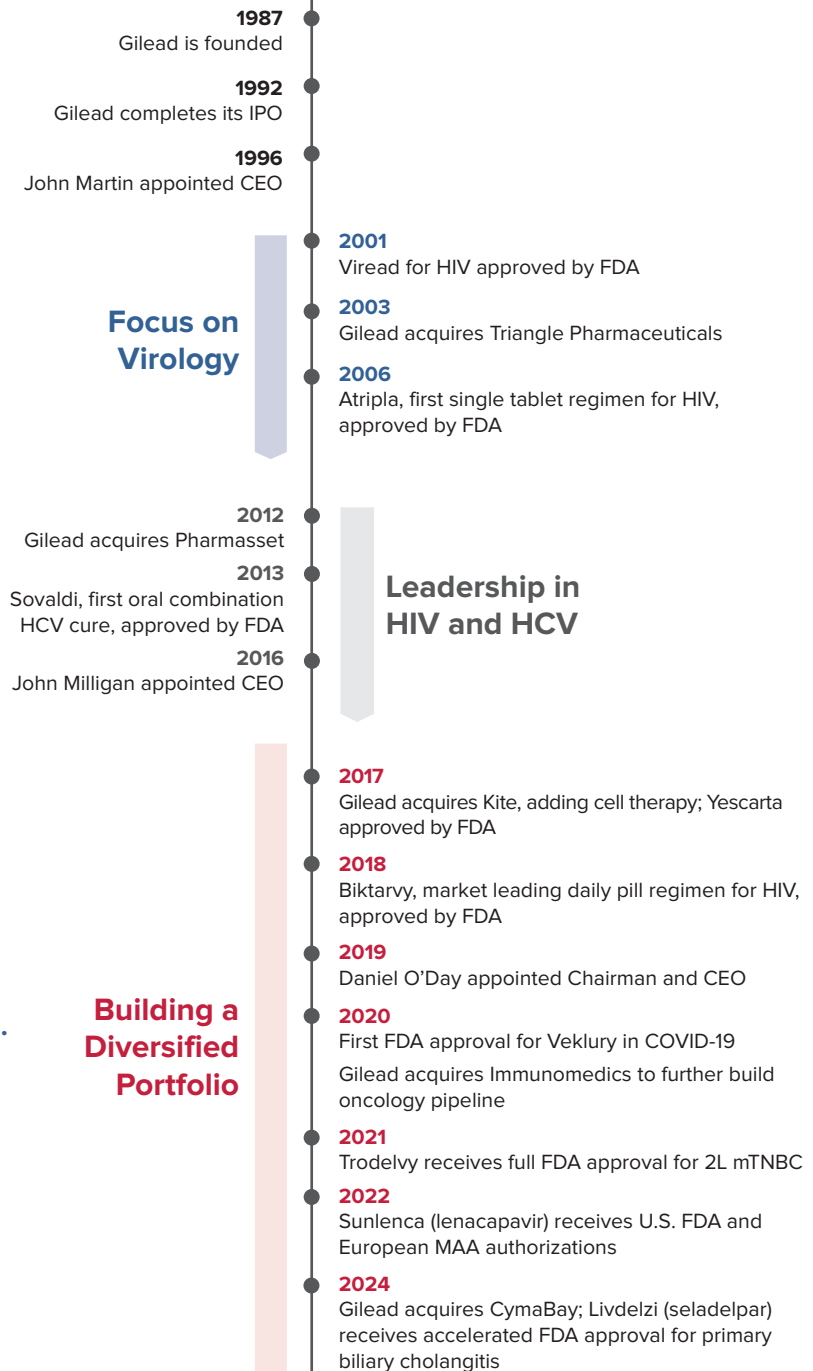 1987
Gilead is founded
1992
Gilead completes its IPO
1996
John Martin appointed CEO
Focus on
Virology
2001
Viread for HIV approved by FDA
2003
Gilead acquires Triangle Pharmaceuticals
2006
Atripla, first single tablet regimen for HIV,
approved by FDA
2012
Gilead acquires Pharmasset
2013
Sovaldi, first oral combination
HCV cure, approved by FDA
2016
John Milligan appointed CEO
Leadership in
HIV and HCV
Building a
Diversified
Portfolio
2017
Gilead acquires Kite, adding cell therapy; Yescarta
approved by FDA
2018
Biktarvy, market leading daily pill regimen for HIV,
approved by FDA
2019
Daniel O’Day appointed Chairman and CEO
2020
First FDA approval for Veklury in COVID-19
Gilead acquires Immunomedics to further build
oncology pipeline
2021
Trodelvy receives full FDA approval for 2L mTNBC
2022
Sunlenca (lenacapavir) receives U.S. FDA and
European MAA authorizations
2024
Gilead acquires CymaBay; Livdelzi (seladelpar)
receives accelerated FDA approval for primary
biliary cholangitis